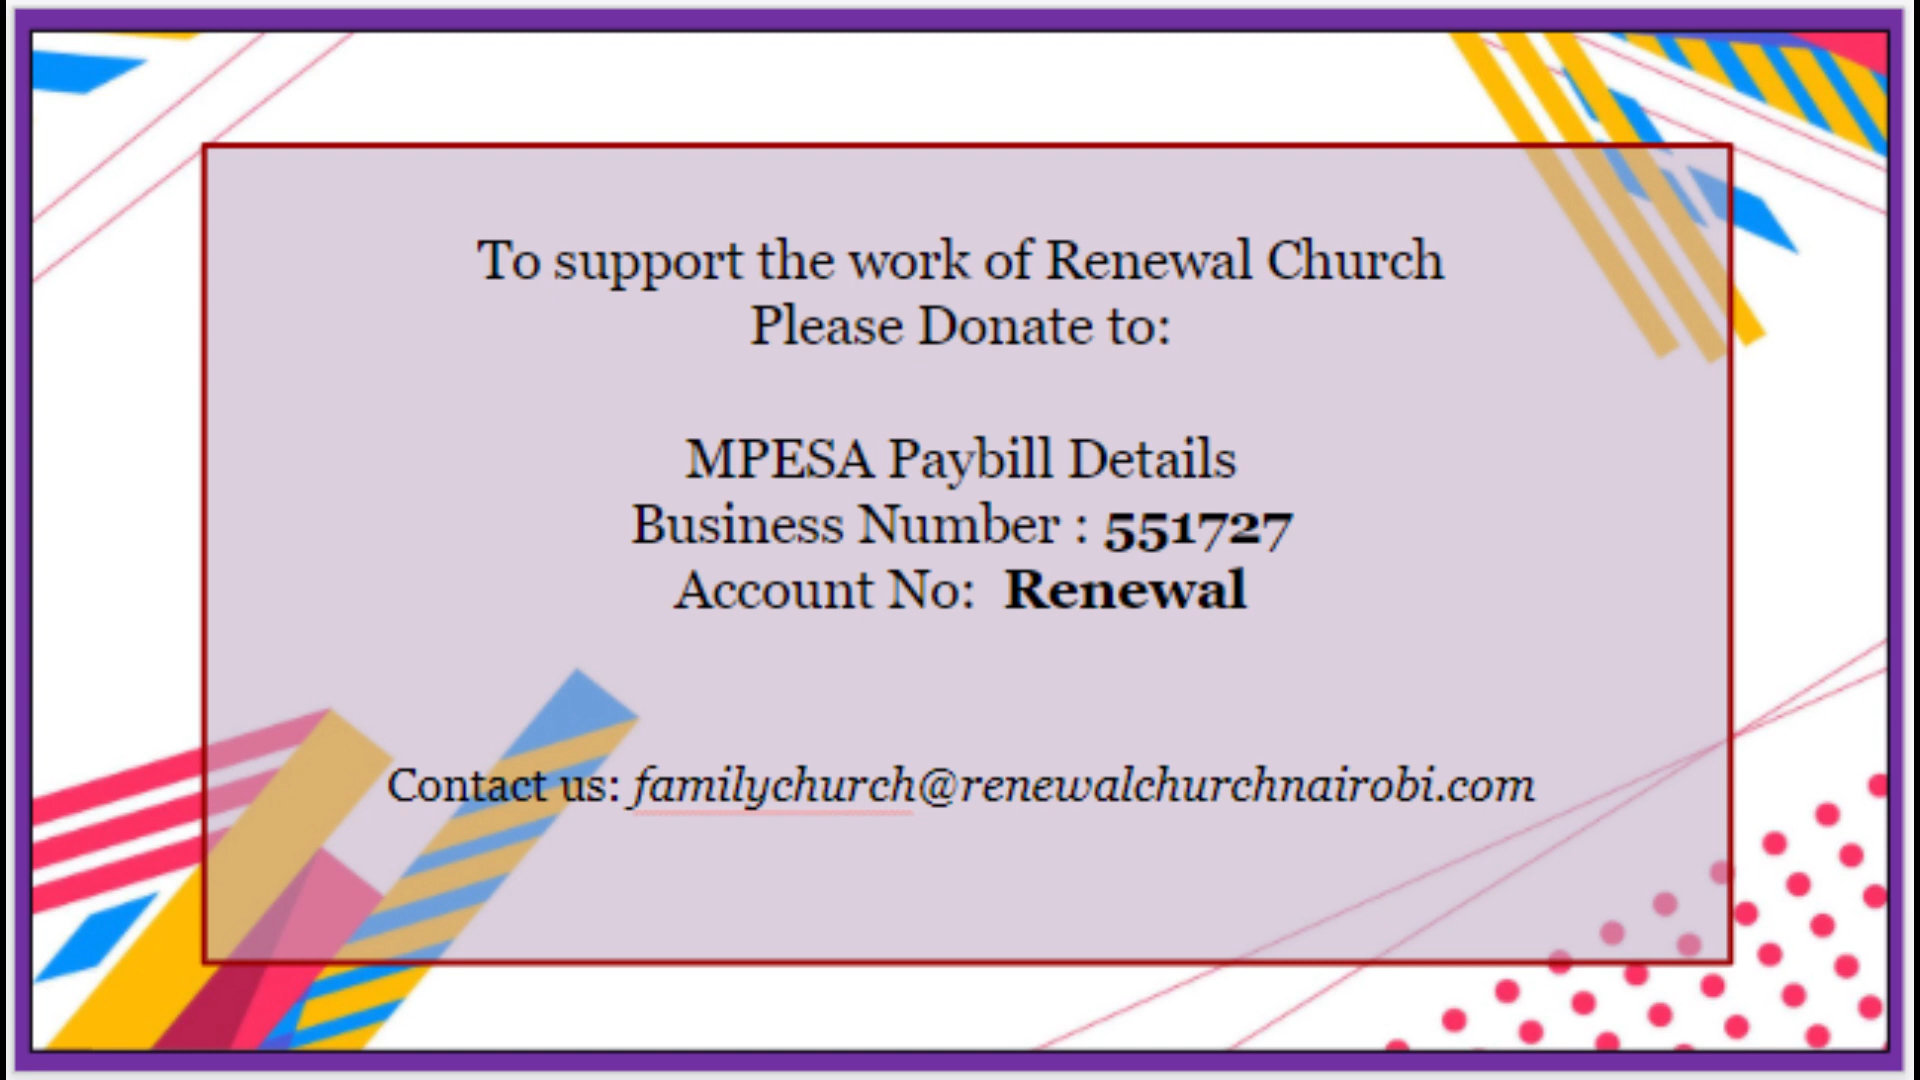 To support the work of Renewal Church
Please Donate to:
MPESA Paybill Details
Business Number : 551727
Account No: Renewal
Contact us: familychurch@renewalchurchnairobi.com